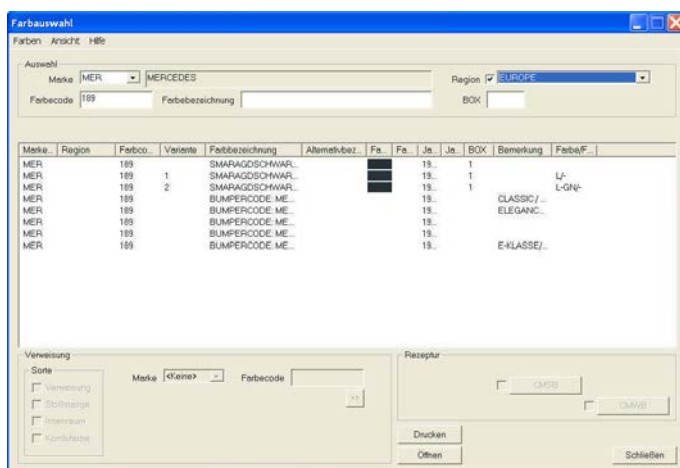 Farbauswahl
Farben Ansicht Hilfe
Auswahl
Marke MER MERCEDES Region EUROPE
Farbecode 189 Farbebezeichnung BOX
Marke... Region Farbco... Variante Farbbezeichnung Alternativbez... Fa... Fa... Ja... Ja... BOX Bemerkung Farbe/F...
MER 189 SMARAGDSCHWAR... 19... 1
MER 189 1 SMARAGDSCHWAR... 19... 1 L/-
MER 189 2 SMARAGDSCHWAR... 19... 1 L-GN/-
MER 189 BUMPERCODE: ME... 19... CLASSIC / ...
MER 189 BUMPERCODE: ME... 19... ELEGANC...
MER 189 BUMPERCODE: ME... 19...
MER 189 BUMPERCODE: ME... 19...
MER 189 BUMPERCODE: ME... 19... E-KLASSE/...
Verweisung Rezeptur
Sorte
Marke <Keine> Farbecode
Verweisung
>>
CMSB
Stoßstange
Innenraum
CMWB
Kombifarbe
Drucken
Öffnen Schließen